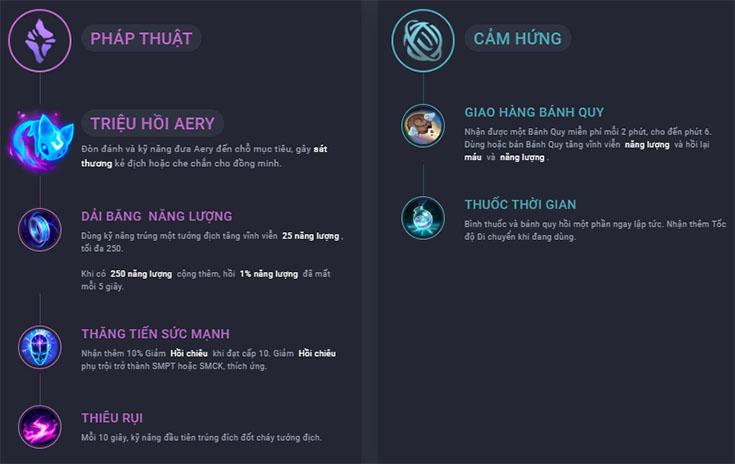 PHÁP THUẬT
TRIỆU HỒI AERY
Đòn đánh và kỹ năng đưa Aery đến chỗ mục tiêu, gây sát
thương kẻ địch hoặc che chắn cho đồng minh.
DẢI BĂNG NĂNG LƯỢNG
Dùng kỹ năng trúng một tướng địch tăng vĩnh viễn 25 năng lượng ,
tối đa 250.
Khi có 250 năng lượng cộng thêm, hồi 1% năng lượng đã mất
mỗi 5 giây.
THĂNG TIẾN SỨC MẠNH
Nhận thêm 10% Giảm Hồi chiêu khi đạt cấp 10. Giảm Hồi chiêu
phụ trội trở thành SMPT hoặc SMCK, thích ứng.
THIÊU RỤI
Mỗi 10 giây, kỹ năng đầu tiên trúng đích đốt cháy tướng địch.
CẢM HỨNG
GIAO HÀNG BÁNH QUY
Nhận được một Bánh Quy miễn phí mỗi 2 phút, cho đến phút 6.
Dùng hoặc bán Bánh Quy tăng vĩnh viễn năng lượng và hồi lại
máu và năng lượng .
THUỐC THỜI GIAN
Bình thuốc và bánh quy hồi một phần ngay lập tức. Nhận thêm Tốc
độ Di chuyển khi đang dùng.